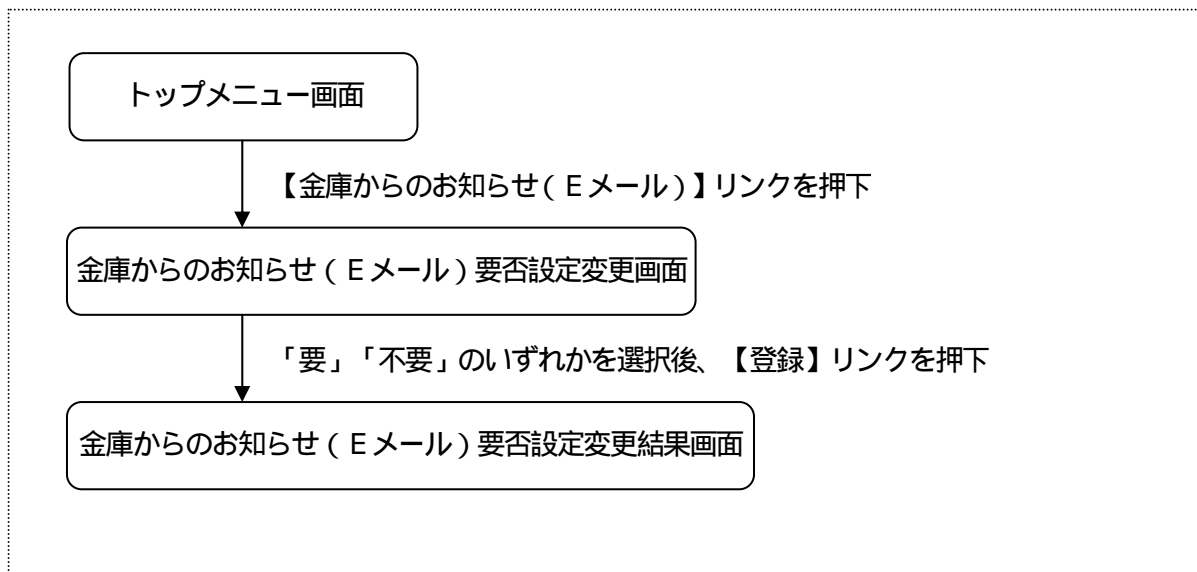 トップメニュー画面
【金庫からのお知らせ（Ｅメール）】リンクを押下
金庫からのお知らせ（Ｅメール）要否設定変更画面
「要」「不要」のいずれかを選択後、【登録】リンクを押下
金庫からのお知らせ（Ｅメール）要否設定変更結果画面